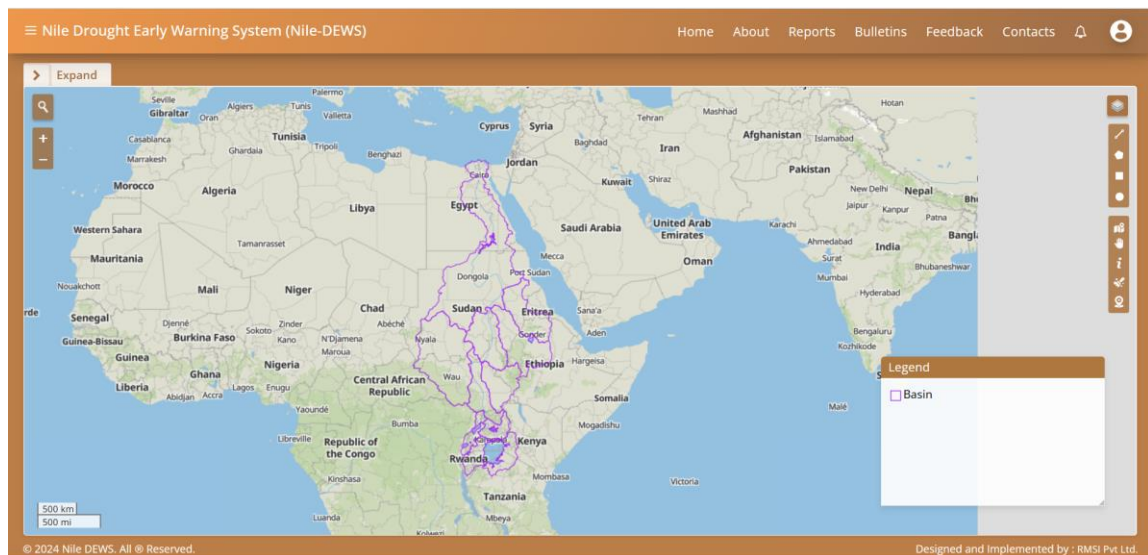 Nile Drought Early Warning System (Nile-DEWS)
Home About Reports Bulletins Feedback Contacts
Expand
Palermo
Seville
Gibraltar
Algiers
Tunis
Oran
Valletta
Tunisia
Tripoli
Casablanca
Ghardaia
Benghazi
Marrakesh
Morocco
Algeria
Libya
Egypt
Cairo
Cyprus
Syria
Jordan
Baghdad
Tehran
Mashhad
Iran
Kuwait
Shiraz
Afghanistan
Islamabad
Hotan
Pakistan
New Delhi
Nepal
Jaipur
Kanpur
Patna
Karachi
Western Sahara
Tamanrasset
Saudi Arabia
United Arab
Emirates
Oman
Mecca
Ahmedabad
India
Bangl
Surat
Bhubaneshwar
Mumbai
Hyderabad
Mauritania
Nouakchott
Mali
Niger
Chad
Dongola
Port Sudan
Sudan
Eritrea
Sana'a
Aden
rde
Senegal
Djenné
Sokoto
Zinder
Kano
N'Djamena
Maroua
Abéché
Nyala
Gonder
Guinea-Bissau
Burkina Faso
Bengaluru
Kozhikode
Guinea
Ghana
Nigeria
Ethiopia
Hargeisa
Liberia
Abidjan
Accra
Lagos
Enugu
Central African
Republic
Wau
Somalia
Yaoundé
Bumba
Mogadishu
Malé
Libreville
Republic of
the Congo
Kampala
Kenya
Rwanda
Kinshasa
Mombasa
Victoria
Tanzania
Luanda
Mbeya
Kolwezi
500 km
500 mi
Legend
Basin
© 2024 Nile DEWS. All ® Reserved.
Designed and Implemented by : RMSI Pvt Ltd.